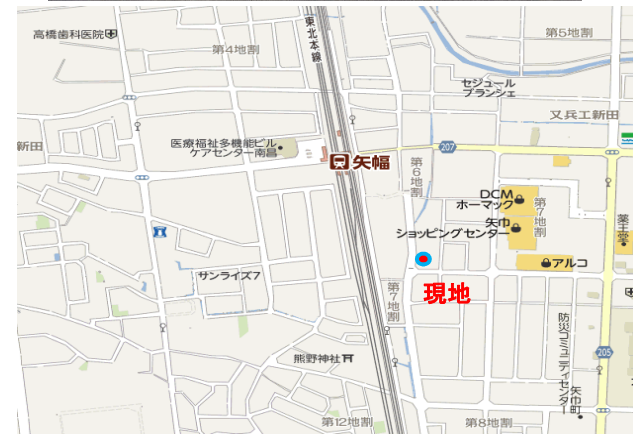 高橋歯科医院
第4地割
東北本線
第5地割
セジュール
プランシェ
又兵工新田
新田
医療福祉多機能ビル
ケアセンター南昌
矢幅
207
第6地割
DCM
ホーマック
第7地割
矢巾
ショッピングセンター
薬王堂
アルコ
サンライズ7
現地
第7地割
防災コミュニティセンター
矢巾町
205
熊野神社
第12地割
第8地割